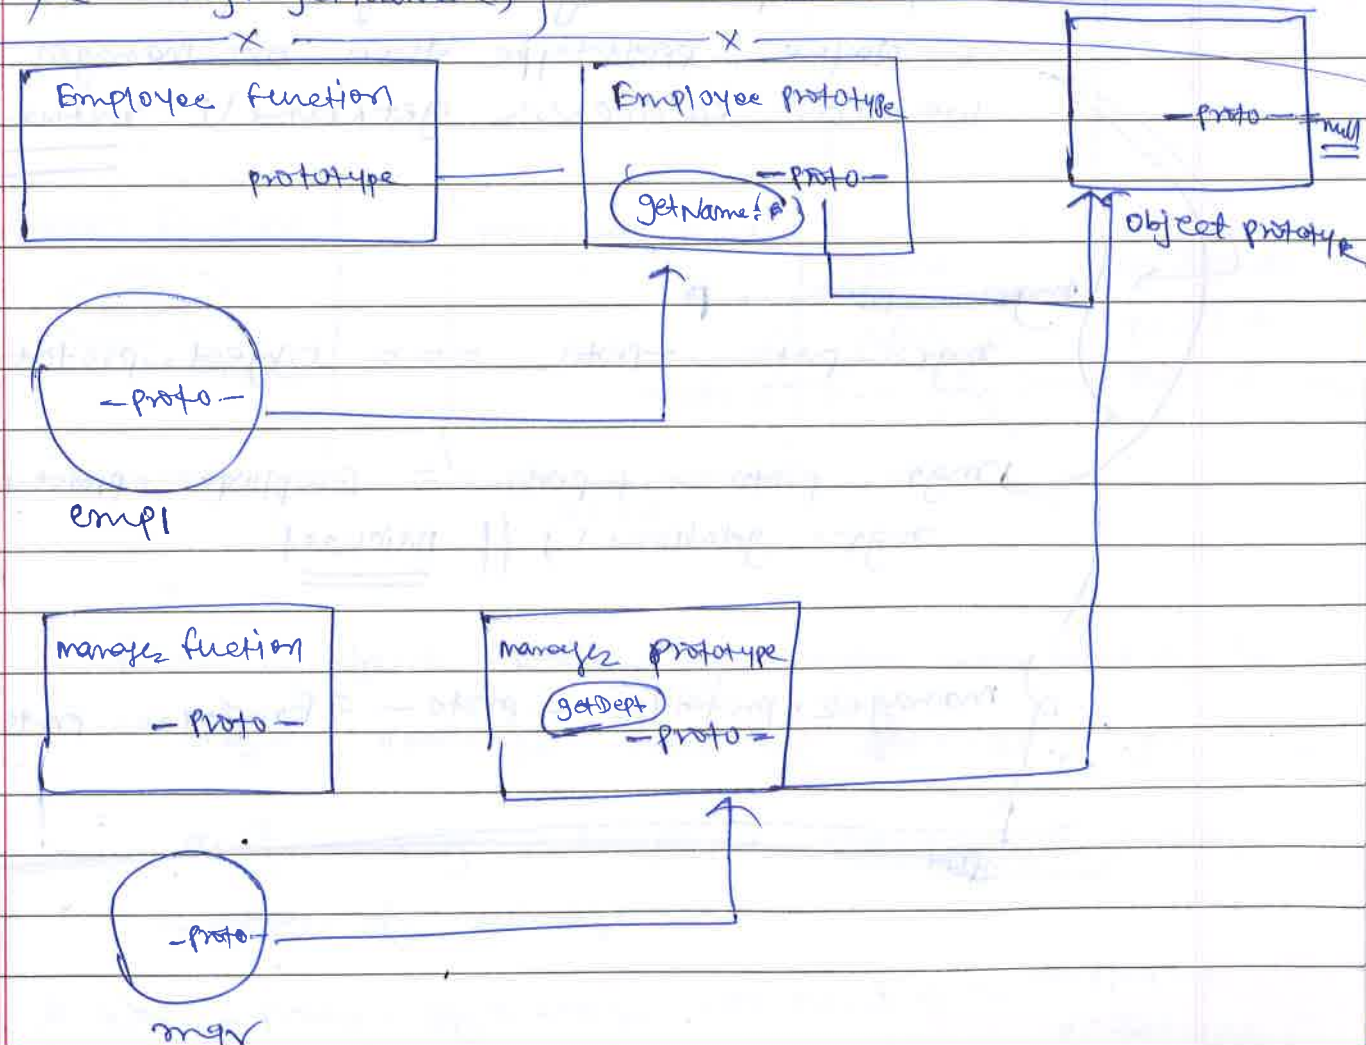 Employee function
prototype
Employee prototype
-proto-
getName()
-proto- = null
Object prototype
-proto-
emp1
manager fuction
-proto-
manager prototype
getDept
-proto-
-proto-
mgr